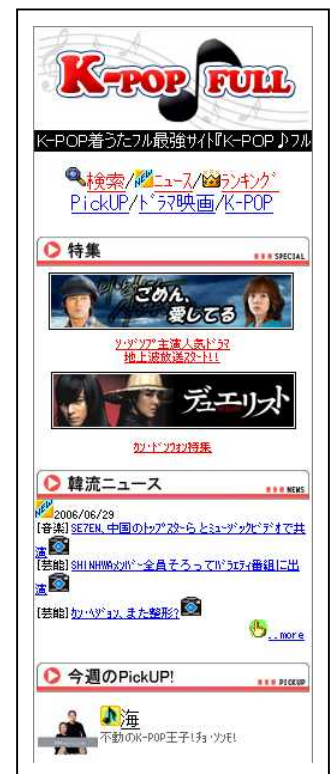 K-POP FULL
K-POP着うたフル最強サイト『K-POP♪フル
検索/NEWニュース/ランキング
PickUP/ドラマ映画/K-POP
特集 SPECIAL
ごめん、
愛してる
ソ・ジソプ主演人気ドラマ
地上波放送スタート!!
デュエリスト
カン・ドンウォン特集
韓流ニュース NEWS
NEW 2006/06/29
[音楽] SE7EN、中国のトップスターらとミュージックビデオで共
演
[芸能] SHINHWAメンバー全員そろってバラエティ番組に出
演
[芸能] カン・ヘジョン、また整形?
...more
今週のPickUP! PICKUP
海
不動のK-POP王子!チョ・ソンモ!